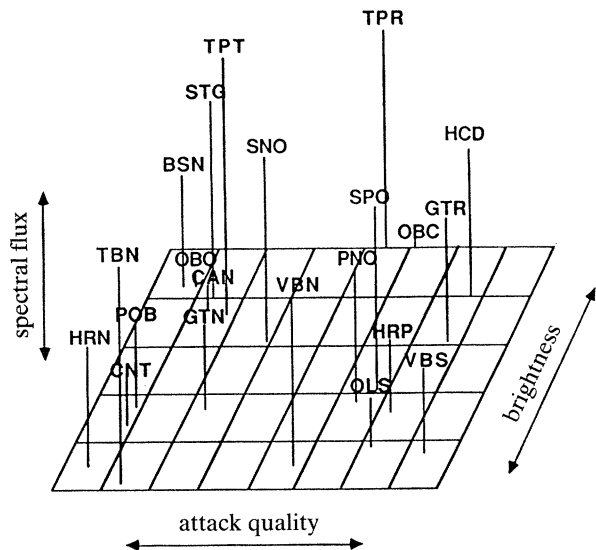 TPR
TPT
STG
HCD
SNO
BSN
SPO
GTR
OBC
TBN
OBO
PNO
CAN
VBN
POB
GTN
HRN
HRP
CNT
VBS
OLS
spectral flux
brightness
attack quality